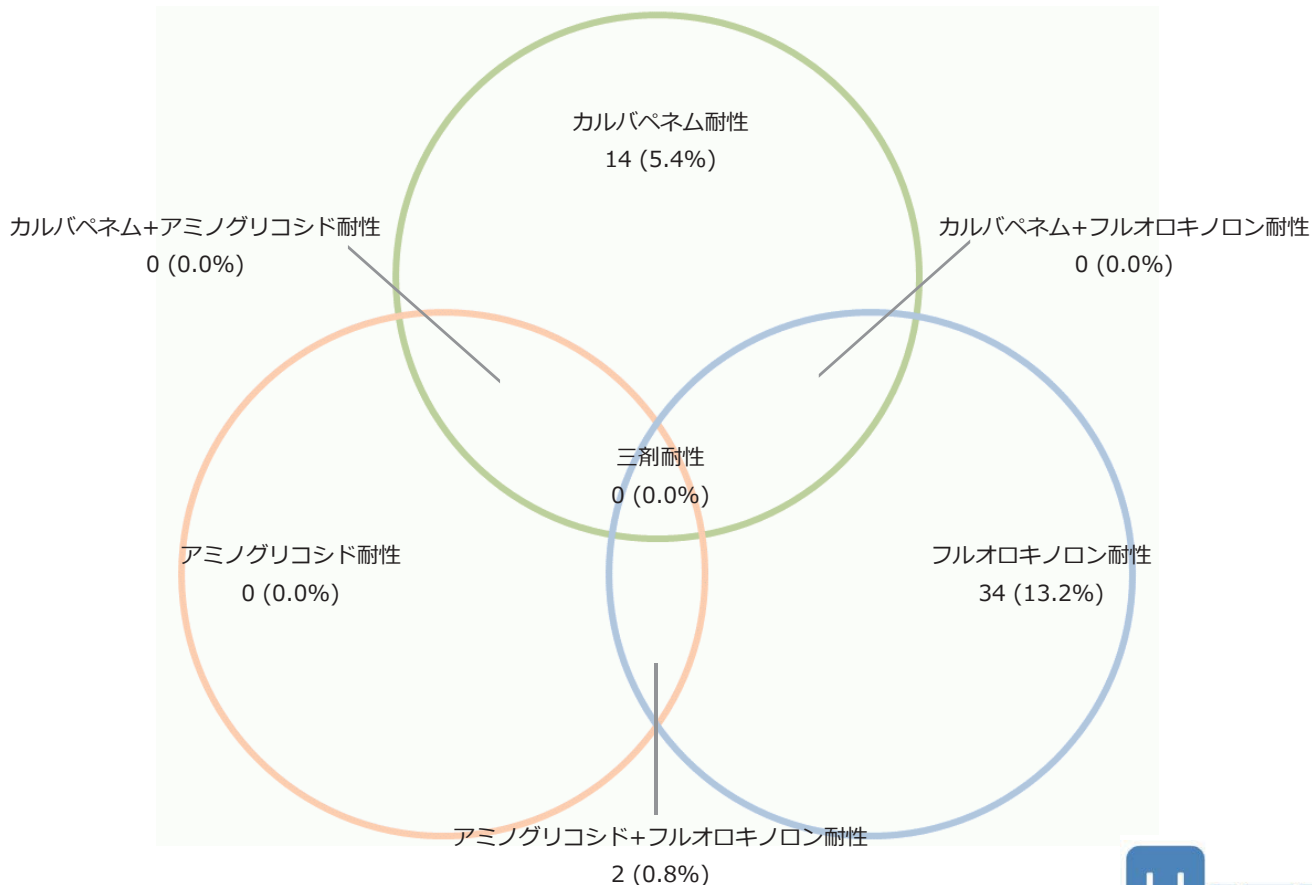 カルバペネム耐性
14 (5.4%)
カルバペネム+アミノグリコシド耐性
0 (0.0%)
カルバペネム+フルオロキノロン耐性
0 (0.0%)
三剤耐性
0 (0.0%)
アミノグリコシド耐性
0 (0.0%)
フルオロキノロン耐性
34 (13.2%)
アミノグリコシド+フルオロキノロン耐性
2 (0.8%)